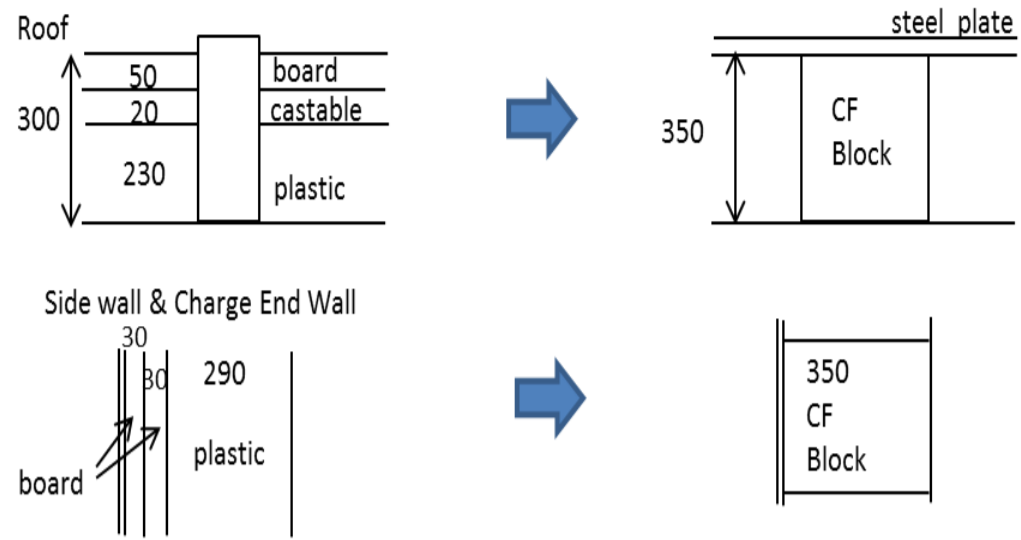 Roof
steel plate
50
board
300
20
castable
230
plastic
350
CF
Block
Side wall & Charge End Wall
30
30
290
plastic
board
350
CF
Block